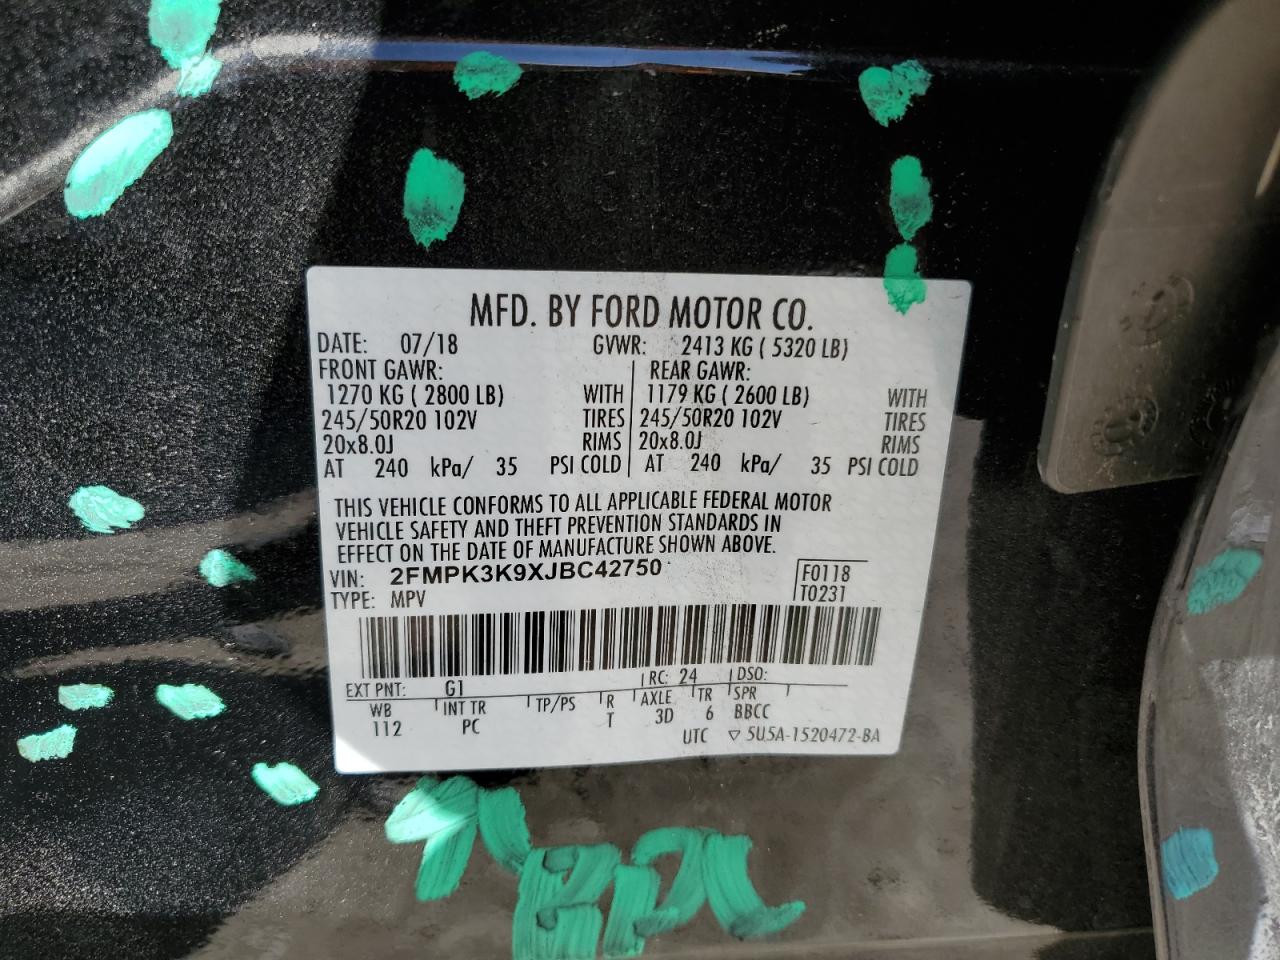 MFD. BY FORD MOTOR CO.
DATE: 07/18 GVWR: 2413 KG ( 5320 LB)
FRONT GAWR: REAR GAWR:
1270 KG ( 2800 LB) WITH 1179 KG ( 2600 LB) WITH
245/50R20 102V TIRES 245/50R20 102V TIRES
20x8.0J RIMS 20x8.0J RIMS
AT 240 kPa/ 35 PSI COLD AT 240 kPa/ 35 PSI COLD
THIS VEHICLE CONFORMS TO ALL APPLICABLE FEDERAL MOTOR
VEHICLE SAFETY AND THEFT PREVENTION STANDARDS IN
EFFECT ON THE DATE OF MANUFACTURE SHOWN ABOVE.
VIN: 2FMPK3K9XJBC42750 F0118
TYPE: MPV T0231
EXT PNT: G1 RC: 24 DSO:
WB INT TR TP/PS R AXLE TR SPR
112 PC T 3D 6 BBCC
UTC ▽ 5U5A-1520472-BA